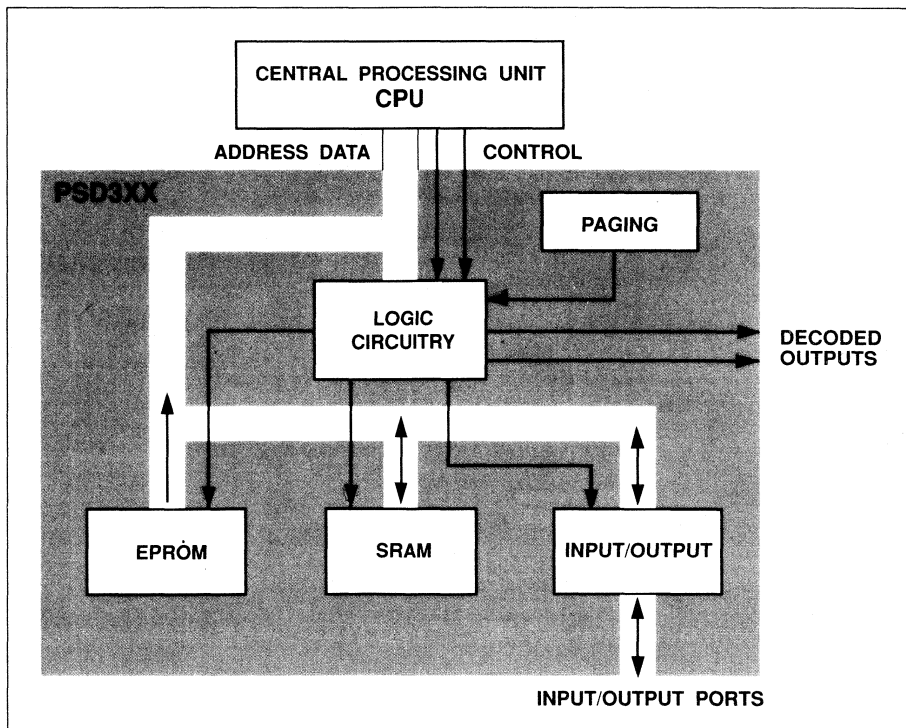 CENTRAL PROCESSING UNIT
CPU
ADDRESS DATA
CONTROL
PSD3XX
PAGING
LOGIC
CIRCUITRY
DECODED
OUTPUTS
EPROM
SRAM
INPUT/OUTPUT
INPUT/OUTPUT PORTS